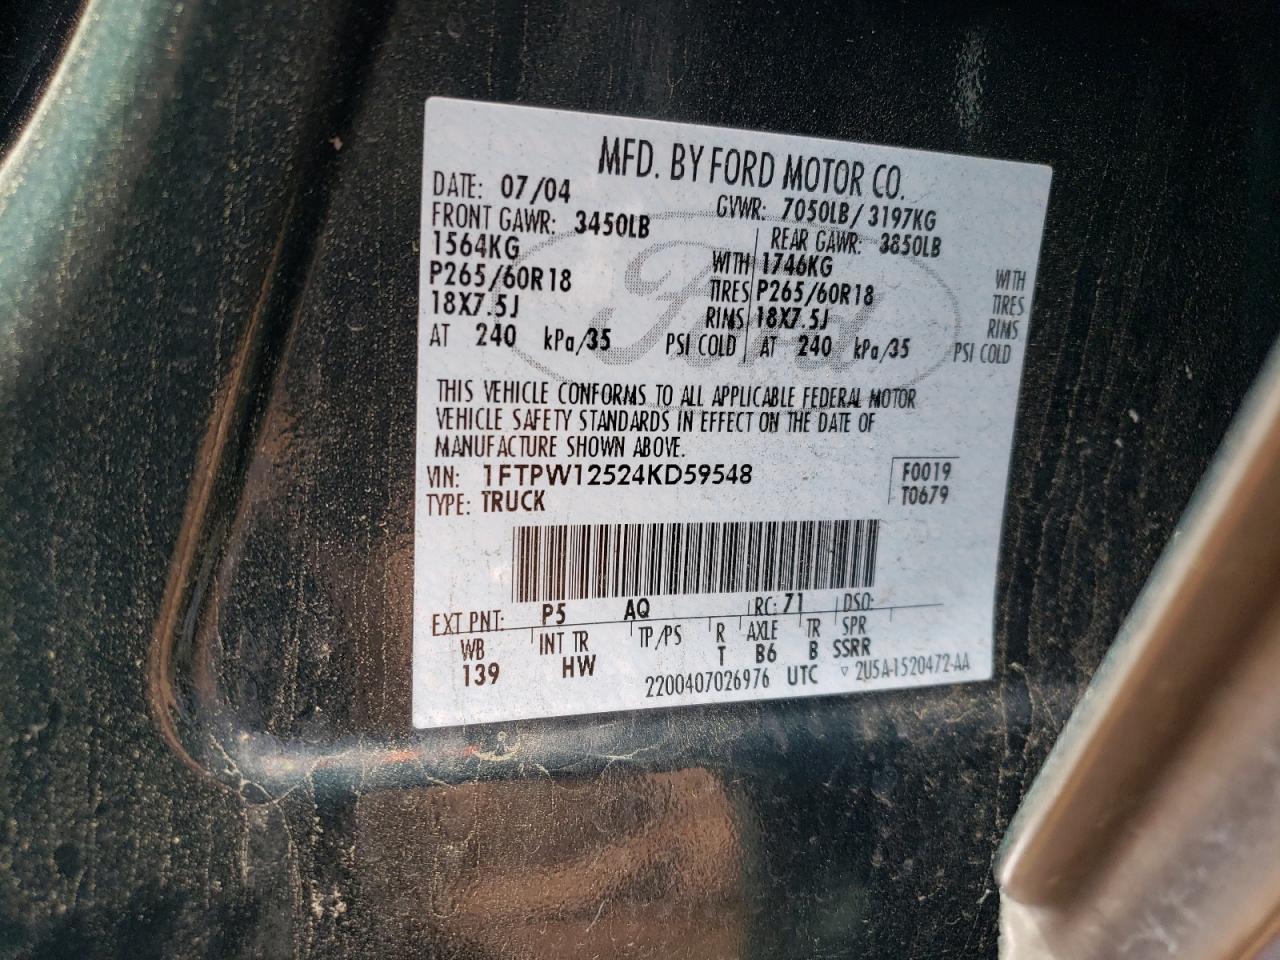 MFD. BY FORD MOTOR CO.
DATE: 07/04 GVWR: 7050LB/ 3197KG
FRONT GAWR: 3450LB REAR GAWR: 3850LB
1564KG WITH 1746KG WITH
P265/60R18 TIRES P265/60R18 TIRES
18X7.5J RIMS 18X7.5J RIMS
AT 240 kPa/35 PSI COLD AT 240 kPa/35 PSI COLD
Ford
THIS VEHICLE CONFORMS TO ALL APPLICABLE FEDERAL MOTOR
VEHICLE SAFETY STANDARDS IN EFFECT ON THE DATE OF
MANUFACTURE SHOWN ABOVE.
VIN: 1FTPW12524KD59548 F0019
TYPE: TRUCK T0679
EXT PNT: P5 AQ RC: 71 DSO:
WB INT TR TP/PS R AXLE TR SPR
139 HW T B6 B SSRR
2200407026976 UTC ▽ 2U5A-1520472-AA